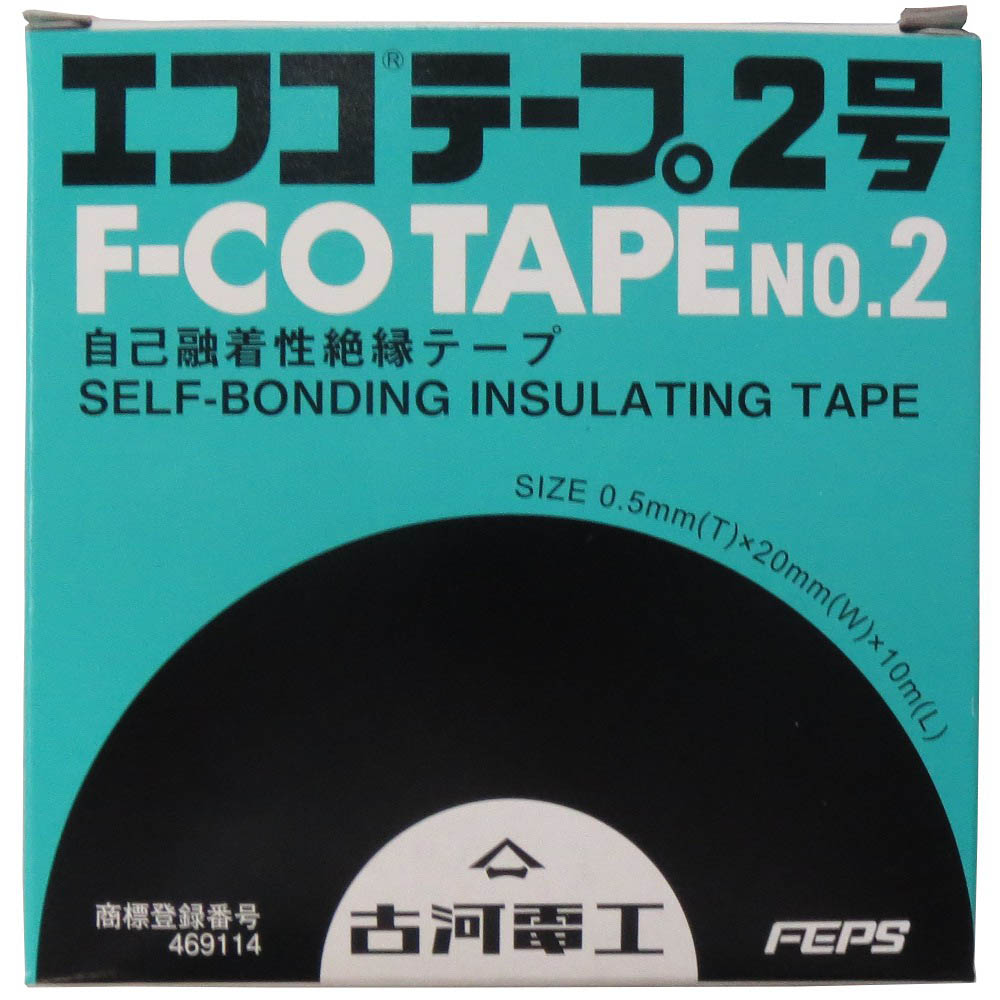 エフコ®テープ。2号
F-CO TAPE NO.2
自己融着性絶縁テープ
SELF-BONDING INSULATING TAPE
SIZE 0.5mm(T)×20mm(W)×10m(L)
商標登録番号
469114
古河電工
FEPS